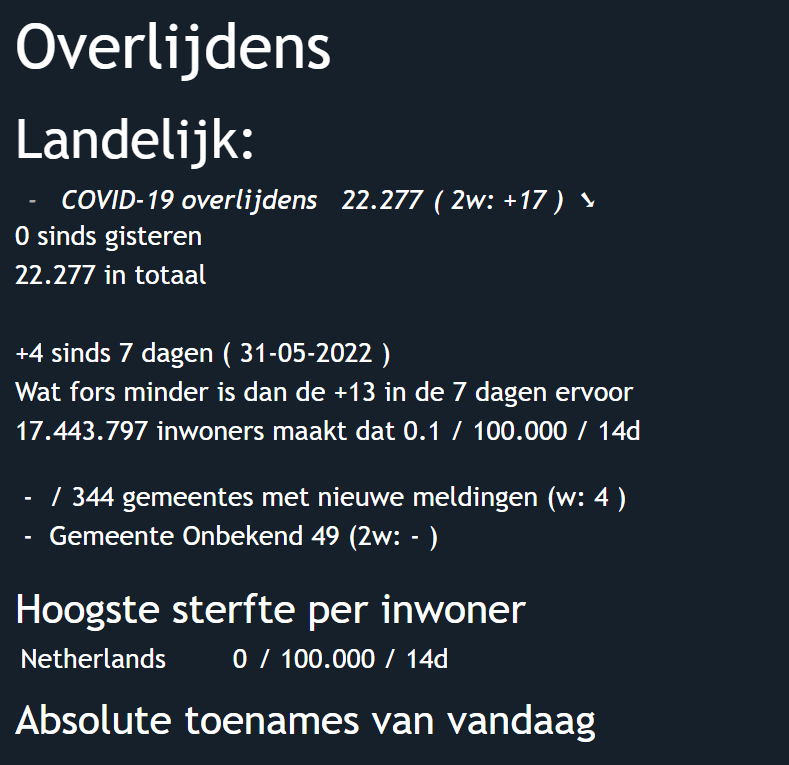 Overlijdens
Landelijk:
- COVID-19 overlijdens 22.277 ( 2w: +17 ) ➘
0 sinds gisteren
22.277 in totaal
+4 sinds 7 dagen ( 31-05-2022 )
Wat fors minder is dan de +13 in de 7 dagen ervoor
17.443.797 inwoners maakt dat 0.1 / 100.000 / 14d
- / 344 gemeentes met nieuwe meldingen (w: 4 )
- Gemeente Onbekend 49 (2w: - )
Hoogste sterfte per inwoner
Netherlands 0 / 100.000 / 14d
Absolute toenames van vandaag